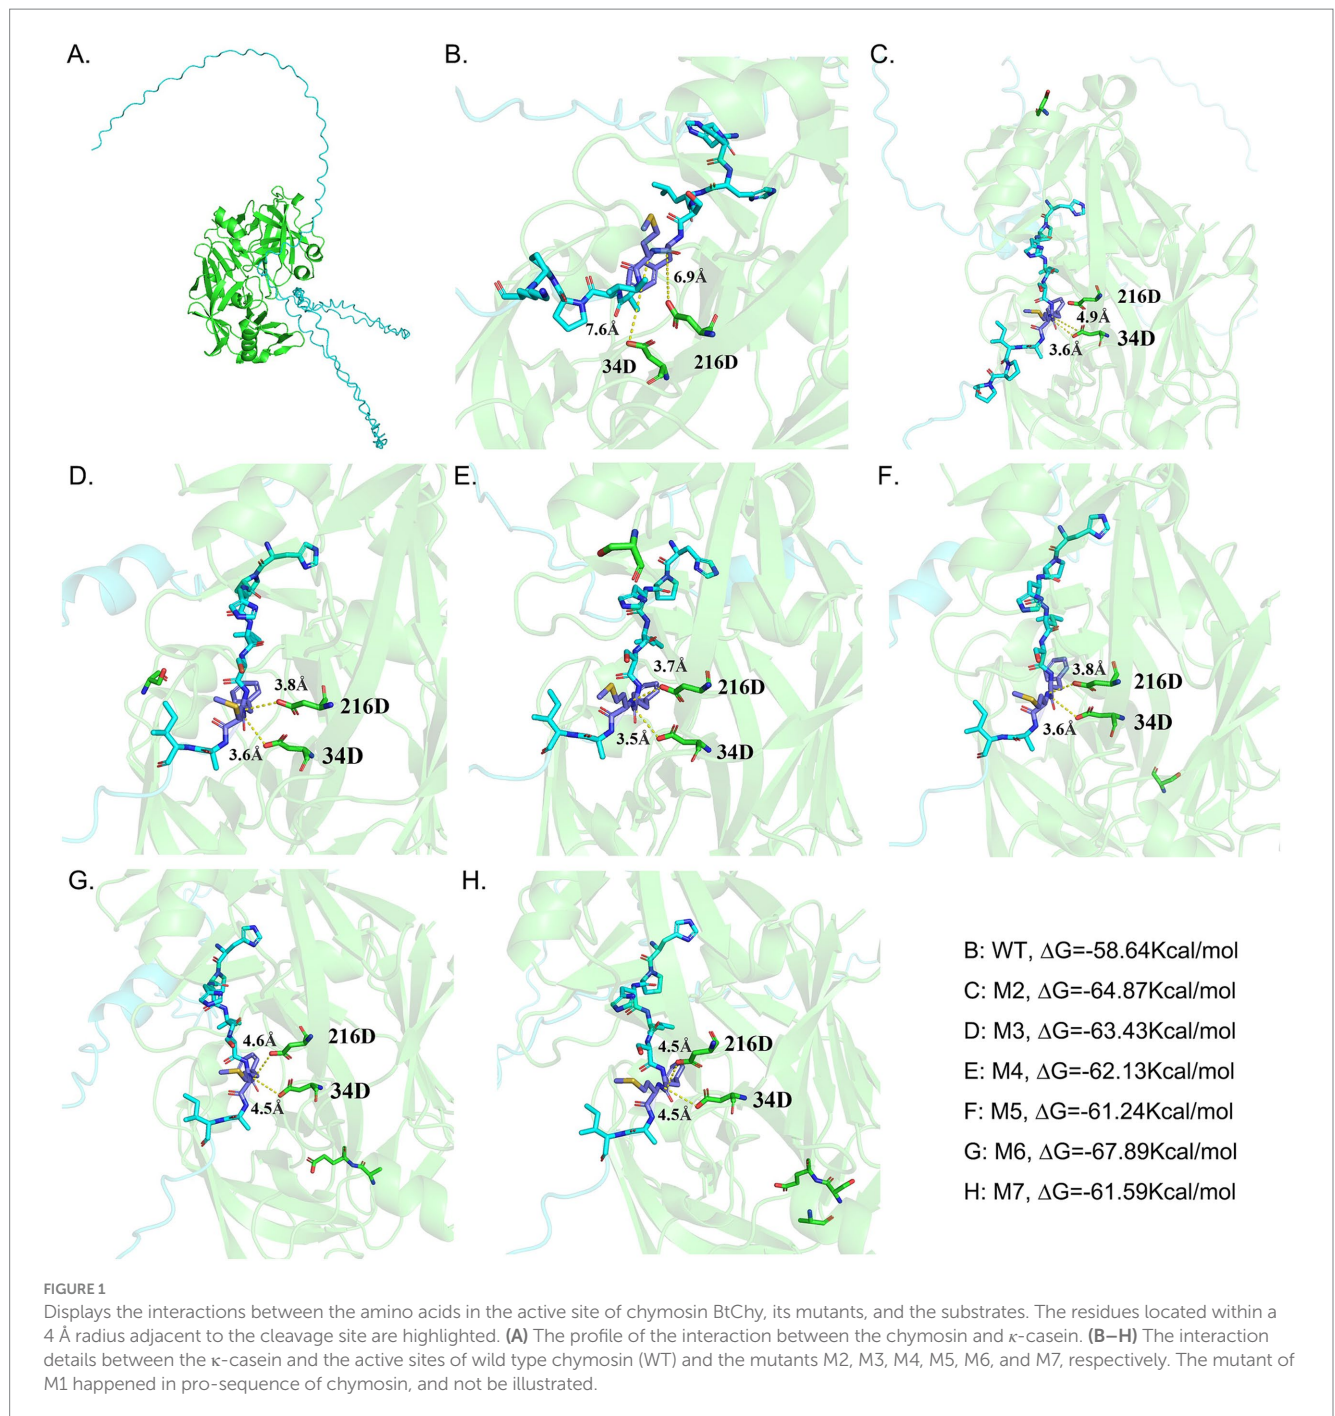 A.
B.
6.9Å
7.6Å
34D
216D
C.
216D
4.9Å
34D
3.6Å
D.
3.8Å
216D
3.6Å
34D
E.
3.7Å
216D
3.5Å
34D
F.
3.8Å
216D
3.6Å
34D
G.
4.6Å
216D
34D
4.5Å
H.
4.5Å
216D
34D
4.5Å
B: WT, ΔG=-58.64Kcal/mol
C: M2, ΔG=-64.87Kcal/mol
D: M3, ΔG=-63.43Kcal/mol
E: M4, ΔG=-62.13Kcal/mol
F: M5, ΔG=-61.24Kcal/mol
G: M6, ΔG=-67.89Kcal/mol
H: M7, ΔG=-61.59Kcal/mol
FIGURE 1
Displays the interactions between the amino acids in the active site of chymosin BtChy, its mutants, and the substrates. The residues located within a
4 Å radius adjacent to the cleavage site are highlighted. (A) The profile of the interaction between the chymosin and κ-casein. (B–H) The interaction
details between the κ-casein and the active sites of wild type chymosin (WT) and the mutants M2, M3, M4, M5, M6, and M7, respectively. The mutant of
M1 happened in pro-sequence of chymosin, and not be illustrated.